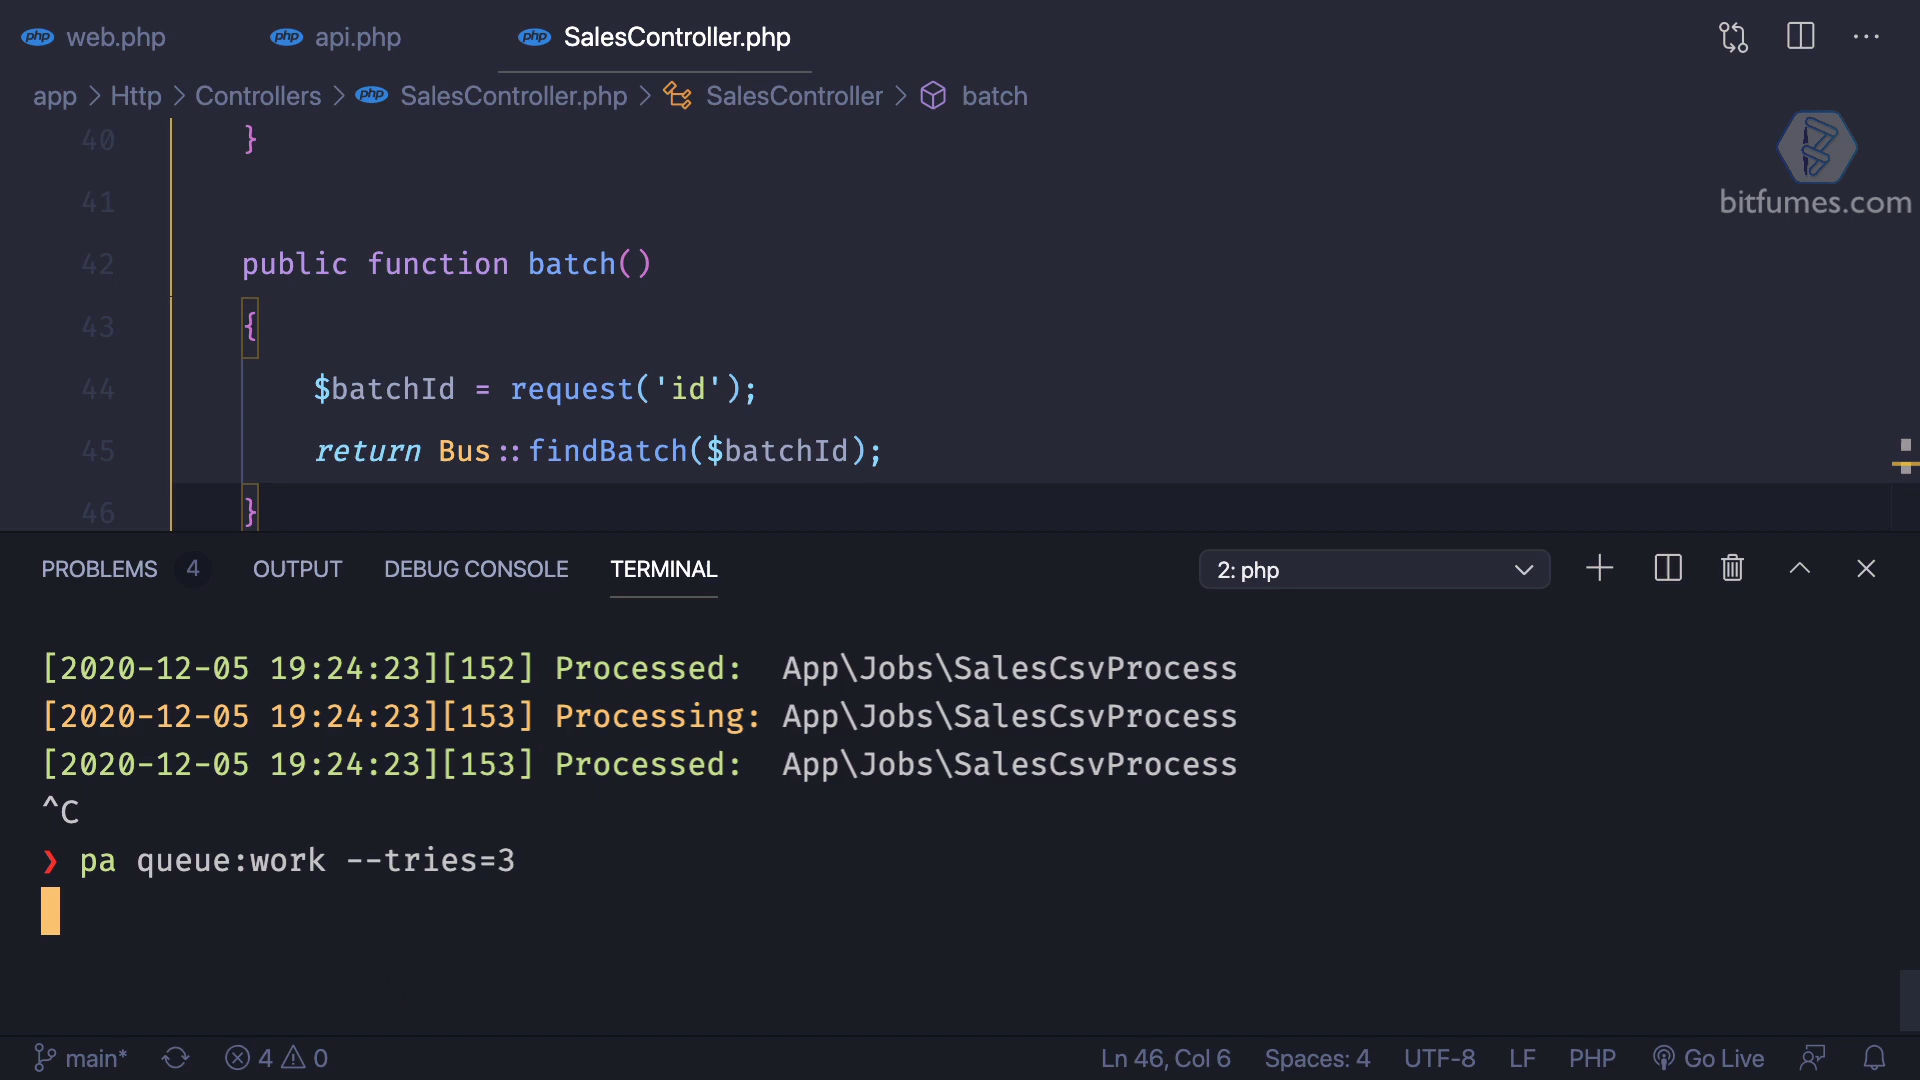 php web.php php api.php php SalesController.php
app > Http > Controllers > php SalesController.php > SalesController > batch
bitfumes.com
40 }
41
42 public function batch()
43 {
44 $batchId = request('id');
45 return Bus::findBatch($batchId);
46 }
PROBLEMS 4 OUTPUT DEBUG CONSOLE TERMINAL 2: php
[2020-12-05 19:24:23][152] Processed: App\Jobs\SalesCsvProcess
[2020-12-05 19:24:23][153] Processing: App\Jobs\SalesCsvProcess
[2020-12-05 19:24:23][153] Processed: App\Jobs\SalesCsvProcess
^C
❯ pa queue:work --tries=3
main* 4 0 Ln 46, Col 6 Spaces: 4 UTF-8 LF PHP Go Live